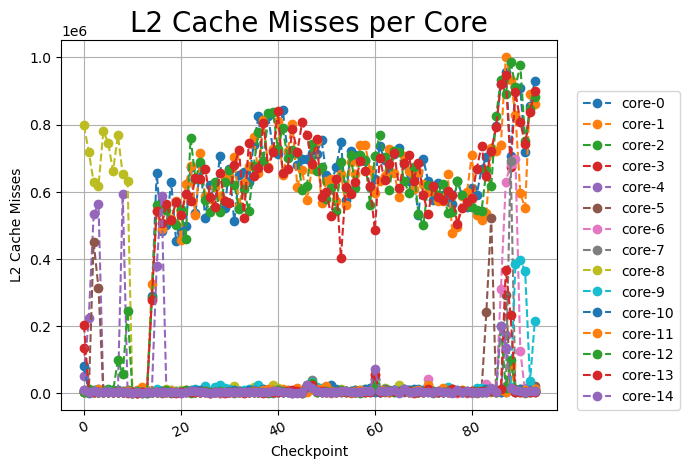 L2 Cache Misses per Core
1e6
1.0
0.8
0.6
0.4
0.2
0.0
L2 Cache Misses
0
20
40
60
80
Checkpoint
core-0
core-1
core-2
core-3
core-4
core-5
core-6
core-7
core-8
core-9
core-10
core-11
core-12
core-13
core-14